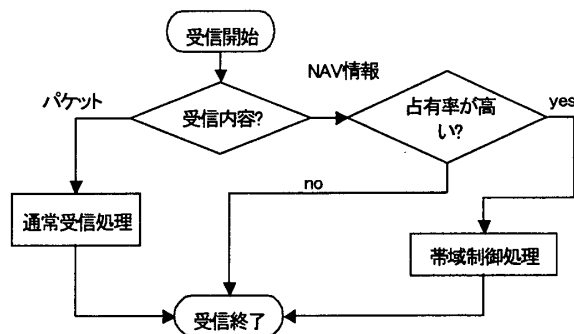 受信開始
NAV情報
パケット
受信内容?
占有率が高
い?
yes
no
通常受信処理
帯域制御処理
受信終了